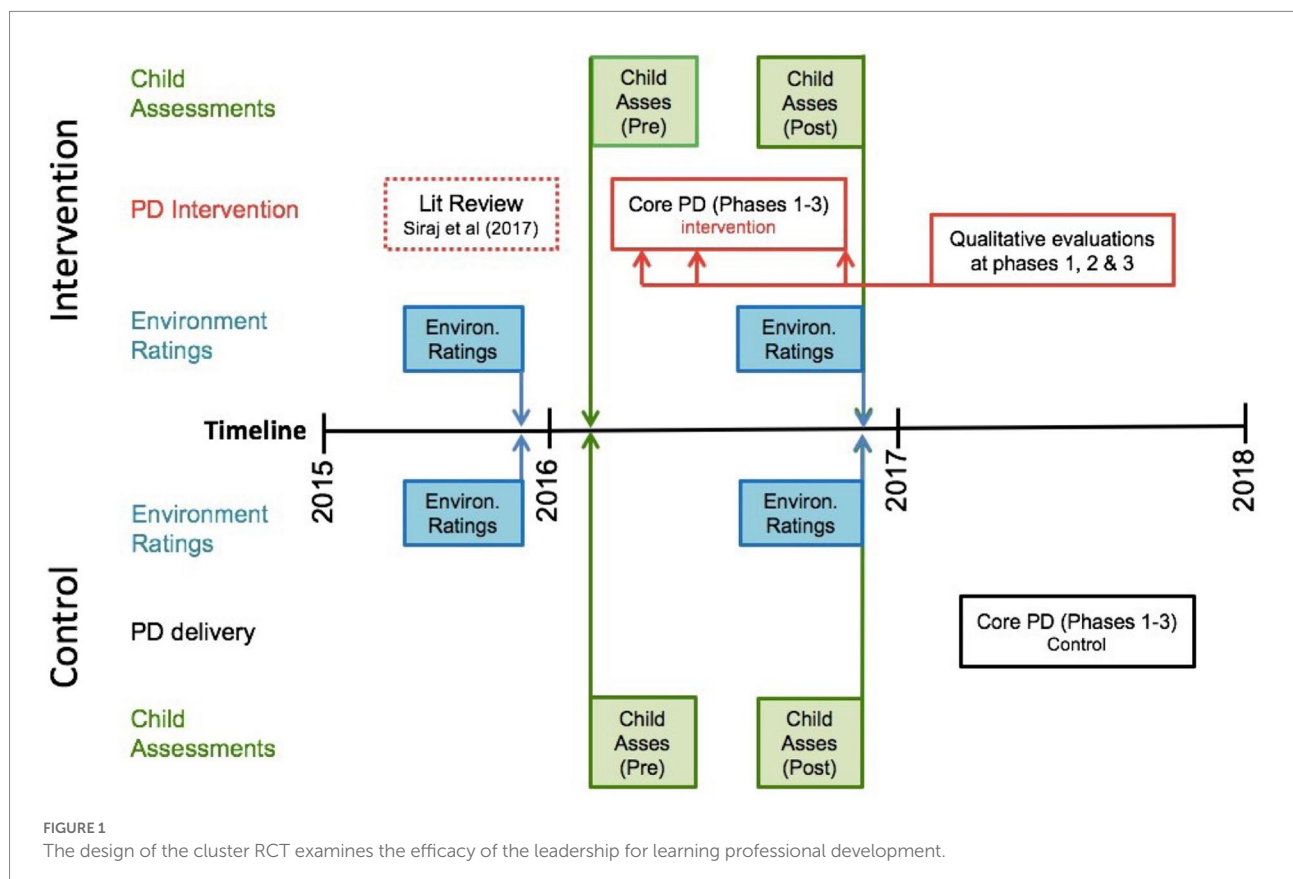 Intervention
Child
Assessments
Child
Asses
(Pre)
Child
Asses
(Post)
PD Intervention
Lit Review
Siraj et al (2017)
Core PD (Phases 1-3)
intervention
Qualitative evaluations
at phases 1, 2 & 3
Environment
Ratings
Environ.
Ratings
Environ.
Ratings
Timeline
2015
2016
2017
2018
Control
Environment
Ratings
Environ.
Ratings
Environ.
Ratings
PD delivery
Core PD (Phases 1-3)
Control
Child
Assessments
Child
Asses
(Pre)
Child
Asses
(Post)
FIGURE 1
The design of the cluster RCT examines the efficacy of the leadership for learning professional development.